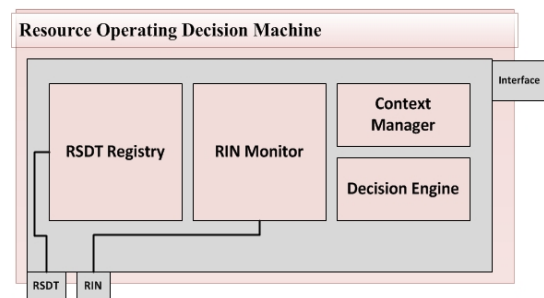 Resource Operating Decision Machine
Interface
RSDT Registry
RIN Monitor
Context
Manager
Decision Engine
RSDT
RIN